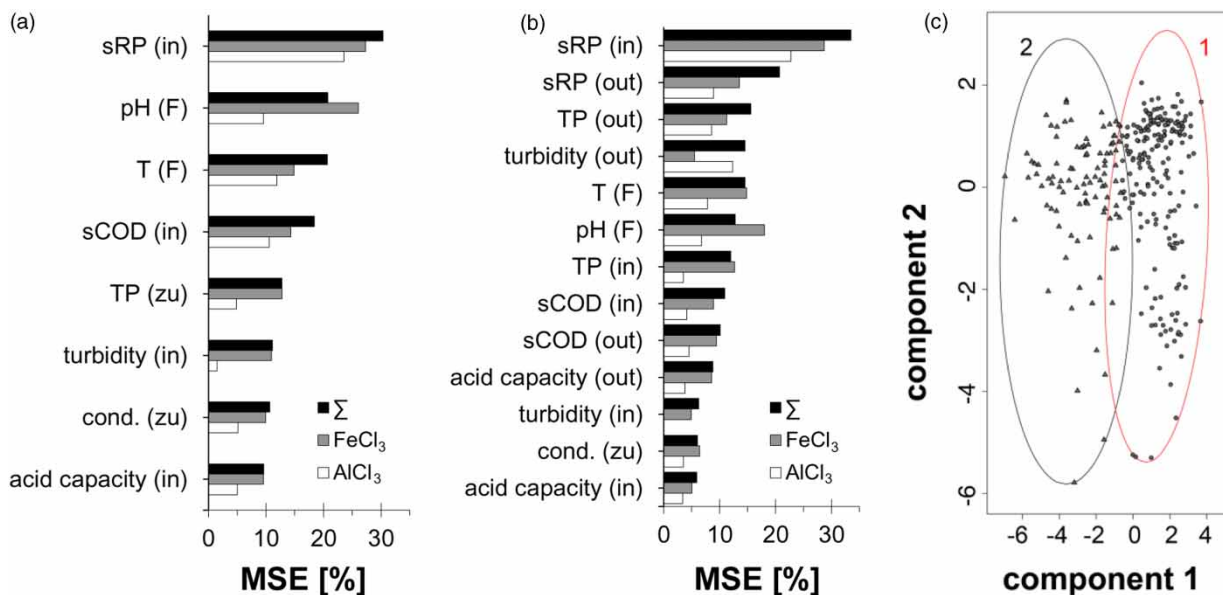 (a)
sRP (in)
pH (F)
T (F)
sCOD (in)
TP (zu)
turbidity (in)
cond. (zu)
acid capacity (in)
∑
FeCl₃
AlCl₃
0 10 20 30
MSE [%]
(b)
sRP (in)
sRP (out)
TP (out)
turbidity (out)
T (F)
pH (F)
TP (in)
sCOD (in)
sCOD (out)
acid capacity (out)
turbidity (in)
cond. (zu)
acid capacity (in)
∑
FeCl₃
AlCl₃
0 10 20 30
MSE [%]
(c)
2
1
component 2
2
0
-2
-4
-6
-6 -4 -2 0 2 4
component 1